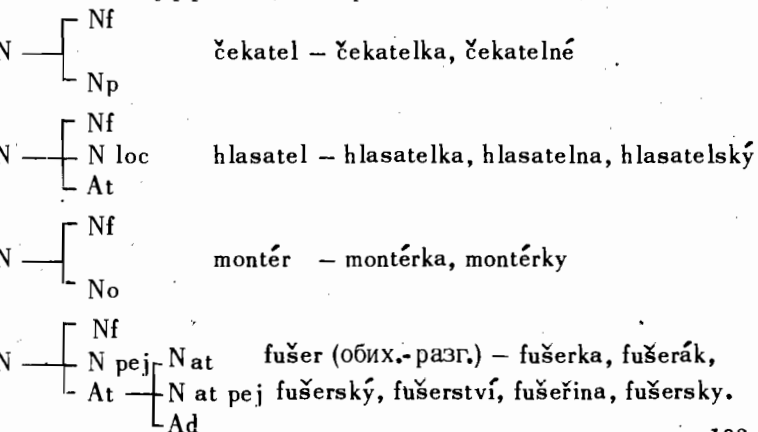 Nf
N čekatel – čekatelka, čekatelné
Np
Nf
N N loc hlasatel – hlasatelka, hlasatelna, hlasatelský
At
Nf
N montér – montérka, montérky
No
Nf
N N pej N at fušer (обих.-разг.) – fušerka, fušerák,
At N at pej fušerský, fušerství, fušeřina, fušersky.
Ad